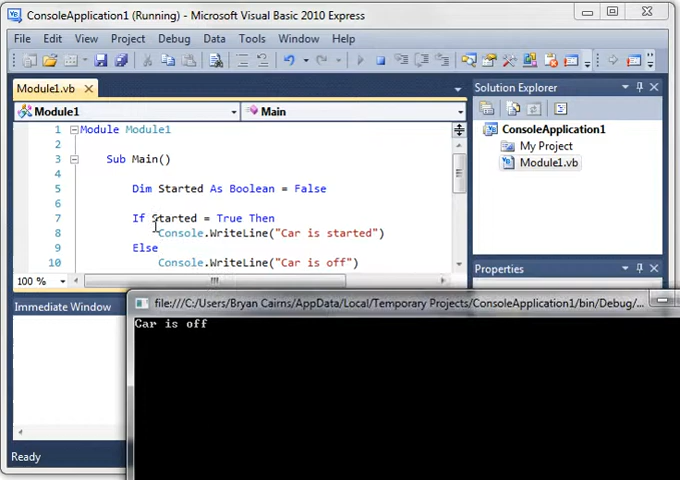 ConsoleApplication1 (Running) - Microsoft Visual Basic 2010 Express
File Edit View Project Debug Data Tools Window Help
Module1.vb
Module1 Main
1 Module Module1
2
3 Sub Main()
4
5 Dim Started As Boolean = False
6
7 If Started = True Then
8 Console.WriteLine("Car is started")
9 Else
10 Console.WriteLine("Car is off")
100 %
Solution Explorer
ConsoleApplication1
My Project
Module1.vb
Properties
Immediate Window
file:///C:/Users/Bryan Cairns/AppData/Local/Temporary Projects/ConsoleApplication1/bin/Debug/...
Car is off
Ready